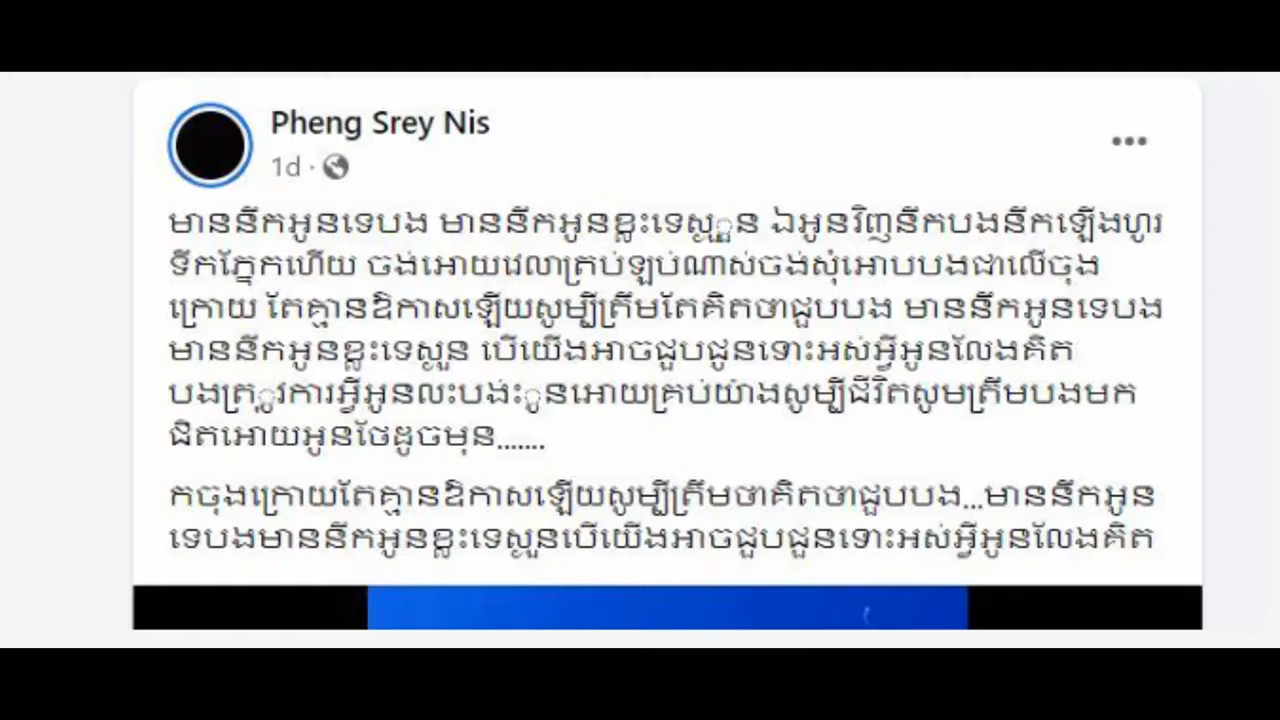 Pheng Srey Nis
1d ·
មាននឹកអូនទេបង មាននឹកអូនខ្លះទេស្ងួួន ឯអូនវិញនឹកបងនឹកឡើងហូរ
ទឹកភ្នែកហើយ ចង់អោយវេលាត្រប់ឡប់ណាស់ចង់សុំអោបបងជាលើចុង
ក្រោយ តែគ្មានឱកាសឡើយសូម្បីត្រឹមតែគិតថាជួបបង មាននឹកអូនទេបង
មាននឹកអូនខ្លះទេស្ងួន បើយើងអាចជួបជូនទោះអស់អ្វីអូនលែងគិត
បងត្រុូវការអ្វីអូនលះបង់ះូនអោយគ្រប់យ៉ាងសូម្បីជីវិតសូមត្រឹមបងមក
ជិតអោយអូនថែដូចមុន.......
កចុងក្រោយតែគ្មានឱកាសឡើយសូម្បីត្រឹមថាគិតថាជួបបង...មាននឹកអូន
ទេបងមាននឹកអូនខ្លះទេស្ងួនបើយើងអាចជួបជួនទោះអស់អ្វីអូនលែងគិត